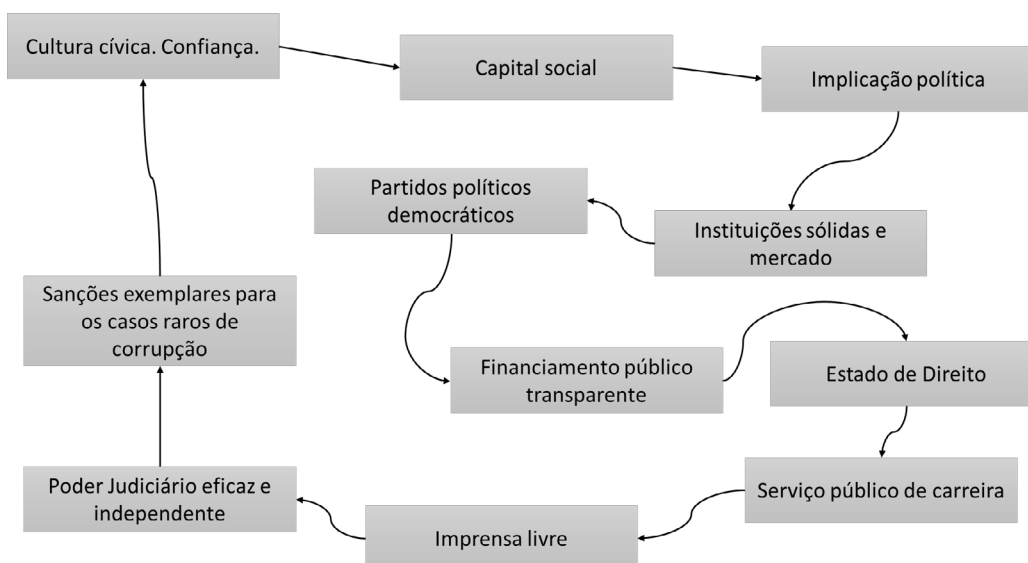 Cultura cívica. Confiança.
Capital social
Implicação política
Instituições sólidas e
mercado
Partidos políticos
democráticos
Financiamento público
transparente
Estado de Direito
Serviço público de carreira
Imprensa livre
Poder Judiciário eficaz e
independente
Sanções exemplares para
os casos raros de
corrupção